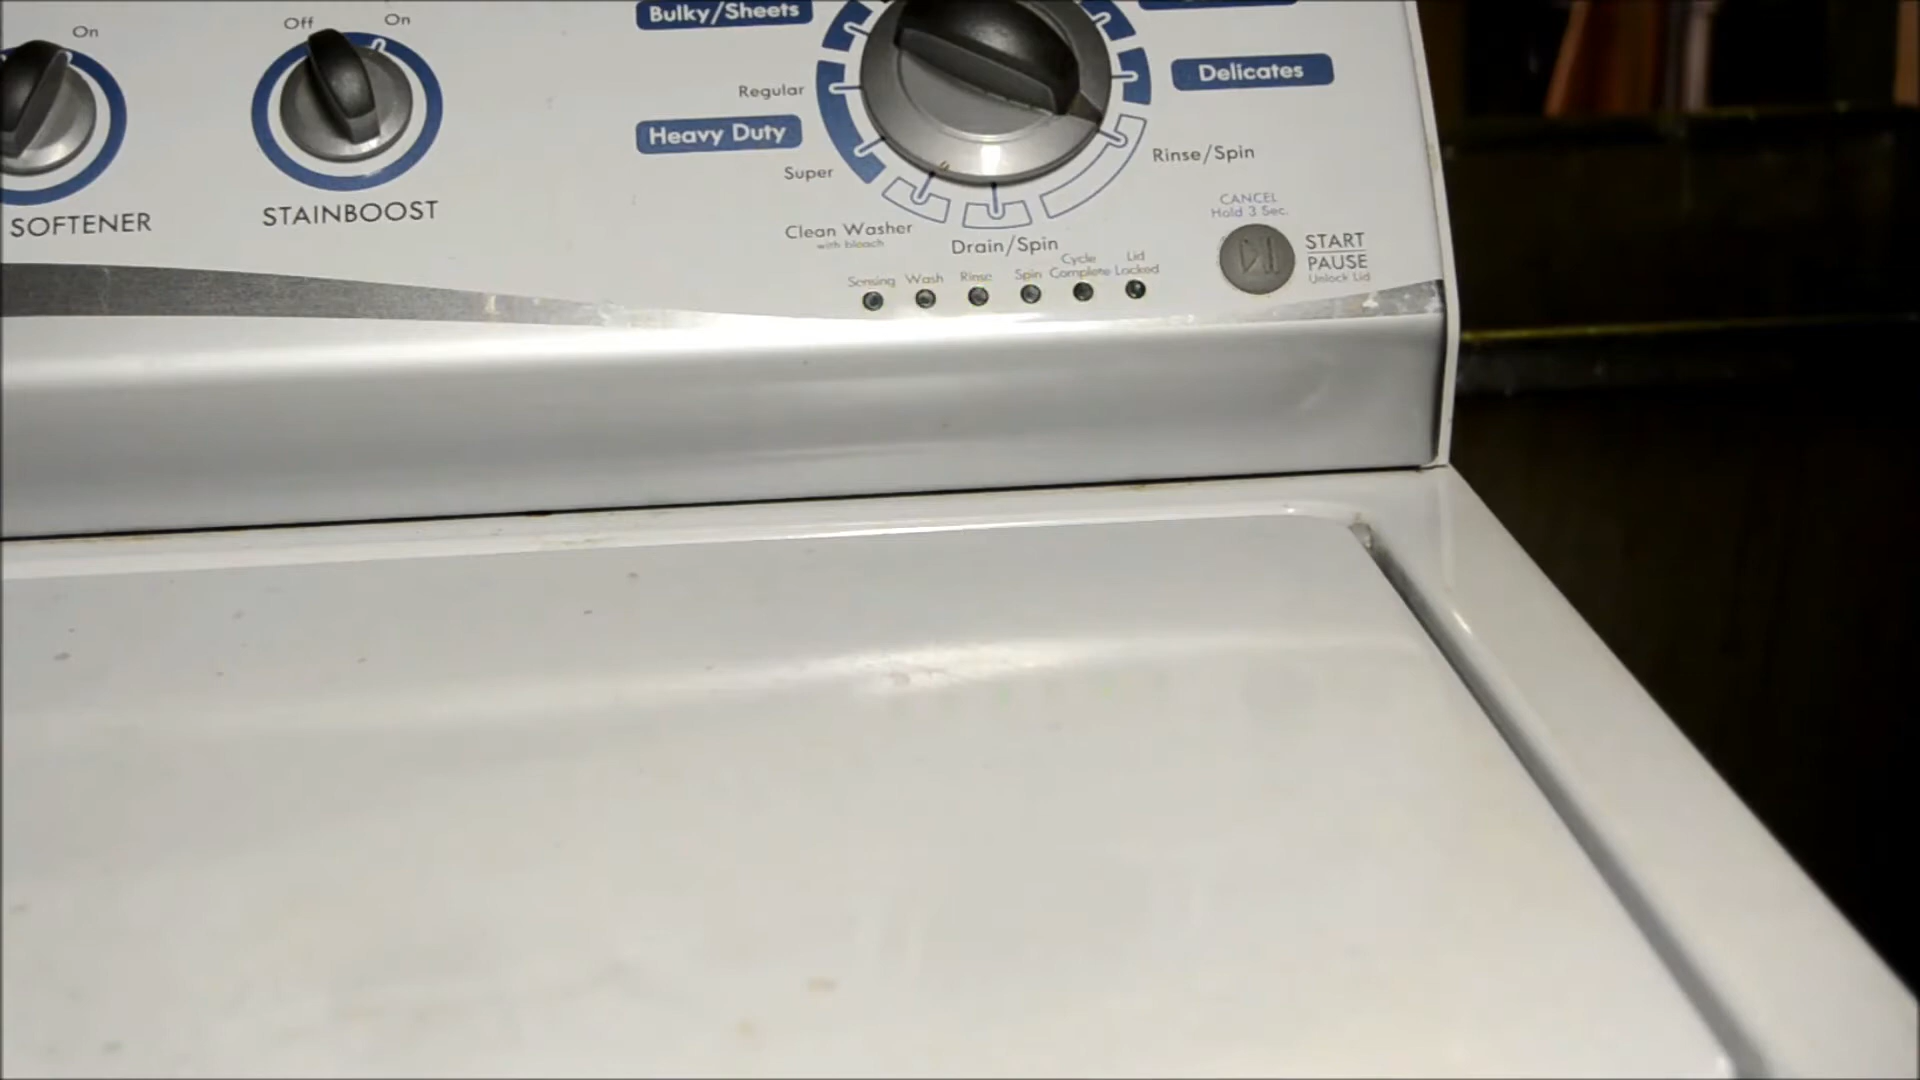 On
SOFTENER
Off
On
STAINBOOST
Bulky/Sheets
Regular
Heavy Duty
Super
Clean Washer
with bleach
Drain/Spin
Rinse/Spin
Delicates
Sensing
Wash
Rinse
Spin
Cycle
Complete
Lid
Locked
CANCEL
Hold 3 Sec.
START
PAUSE
Unlock Lid